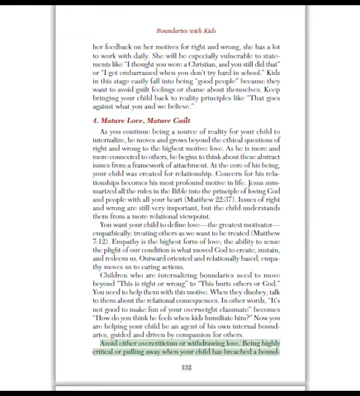 Boundaries with Kids
her feedback on her motives for right and wrong, she has a lot
to work with daily. She will be especially vulnerable to state-
ments like "I thought you were a Christian, and you still did that"
or "I get embarrassed when you don't try hard in school." Kids
in this stage easily fall into being "good people" because they
want to avoid guilt feelings or shame about themselves. Keep
bringing your child back to reality principles like "That goes
against what you and we believe."
4. Mature Love, Mature Guilt
As you continue being a source of reality for your child to
internalize, he moves and grows beyond the ethical questions of
right and wrong to the highest motive: love. As he is more and
more connected to others, he begins to think about these abstract
issues from a framework of attachment. At the core of his being,
your child was created for relationship. Concern for his rela-
tionships becomes his most profound motive in life. Jesus sum-
marized all the rules in the Bible into the principle of loving God
and people with all your heart (Matthew 22:37). Issues of right
and wrong are still very important, but the child understands
them from a more relational viewpoint.
You want your child to define love—the greatest motivator—
empathically: treating others as we want to be treated (Matthew
7:12). Empathy is the highest form of love; the ability to sense
the plight of our condition is what moved God to create, sustain,
and redeem us. Outward oriented and relationally based, empa-
thy moves us to caring actions.
Children who are internalizing boundaries need to move
beyond "This is right or wrong" to "This hurts others or God."
You need to help them with this motive. When they disobey, talk
to them about the relational consequences. In other words, "It's
not good to make fun of your overweight classmate" becomes
"How do you think he feels when kids humiliate him?" Now you
are helping your child be an agent of his own internal bound-
aries, guided and driven by compassion for others.
Avoid either overcriticism or withdrawing love. Being highly
critical or pulling away when your child has breached a bound-
132